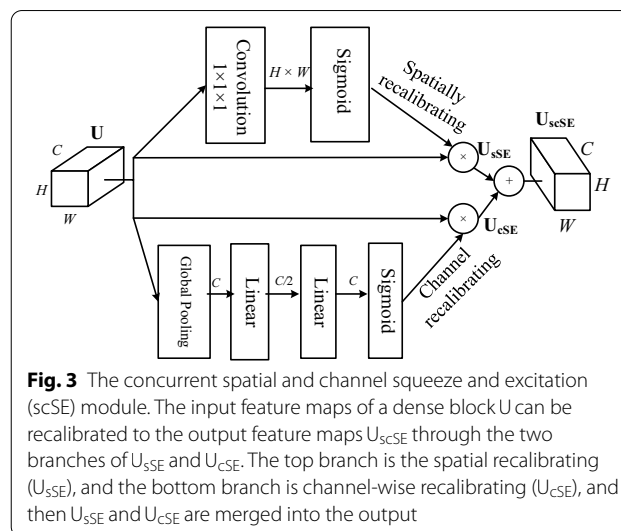 Convolution
1×1×1
H × W
Sigmoid
Spatially
recalibrating
C
U
H
W
×
U_sSE
+
U_scSE
C
H
W
×
U_cSE
Global Pooling
C
Linear
C/2
Linear
C
Sigmoid
Channel
recalibrating
Fig. 3 The concurrent spatial and channel squeeze and excitation
(scSE) module. The input feature maps of a dense block U can be
recalibrated to the output feature maps U_scSE through the two
branches of U_sSE and U_cSE. The top branch is the spatial recalibrating
(U_sSE), and the bottom branch is channel-wise recalibrating (U_cSE), and
then U_sSE and U_cSE are merged into the output